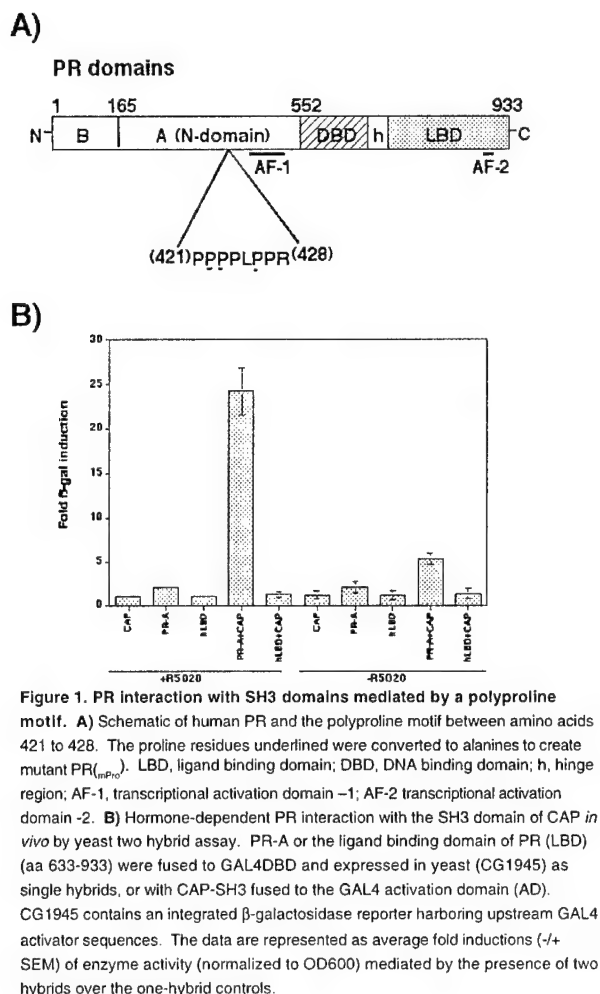 A)
PR domains
1 165 552 933
N B A (N-domain) DBD h LBD C
AF-1 AF-2
(421)PPPPLPPR(428)
B)
30
25
20
15
10
5
0
Fold β-gal induction
CAP PR-A hLBD PR-A+CAP hLBD+CAP CAP PR-A hLBD PR-A+CAP hLBD+CAP
+R5020 -R5020
Figure 1. PR interaction with SH3 domains mediated by a polyproline
motif. A) Schematic of human PR and the polyproline motif between amino acids
421 to 428. The proline residues underlined were converted to alanines to create
mutant PR(mPro). LBD, ligand binding domain; DBD, DNA binding domain; h, hinge
region; AF-1, transcriptional activation domain –1; AF-2 transcriptional activation
domain -2. B) Hormone-dependent PR interaction with the SH3 domain of CAP in
vivo by yeast two hybrid assay. PR-A or the ligand binding domain of PR (LBD)
(aa 633-933) were fused to GAL4DBD and expressed in yeast (CG1945) as
single hybrids, or with CAP-SH3 fused to the GAL4 activation domain (AD).
CG1945 contains an integrated β-galactosidase reporter harboring upstream GAL4
activator sequences. The data are represented as average fold inductions (-/+
SEM) of enzyme activity (normalized to OD600) mediated by the presence of two
hybrids over the one-hybrid controls.